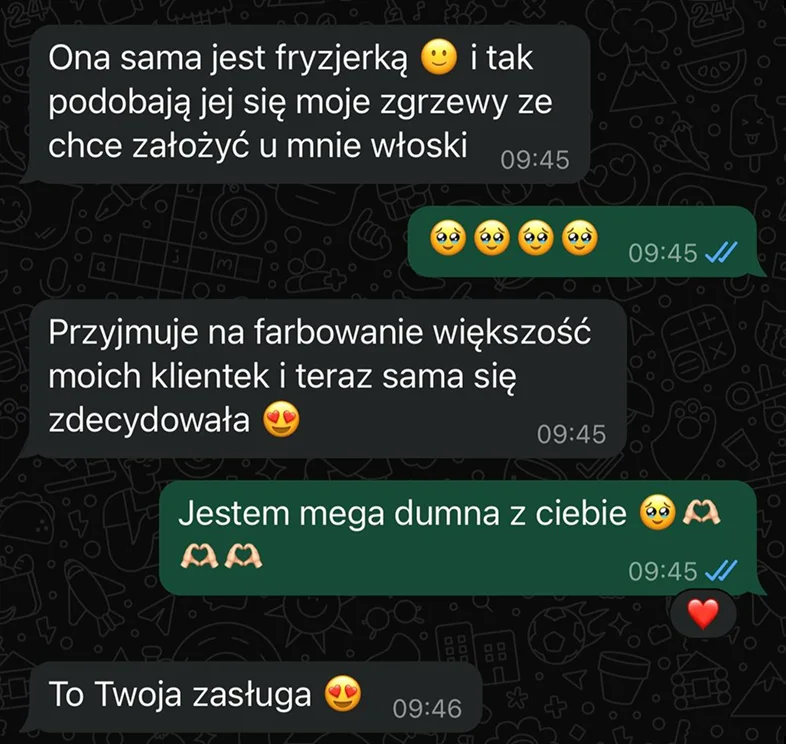 Ona sama jest fryzjerką 🙂 i tak
podobają jej się moje zgrzewy ze
chce założyć u mnie włoski
09:45
🥹🥹🥹🥹
09:45
Przyjmuje na farbowanie większość
moich klientek i teraz sama się
zdecydowała 😍
09:45
Jestem mega dumna z ciebie 🥹🫶🏻
🫶🏻🫶🏻
09:45
❤️
To Twoja zasługa 😍
09:46